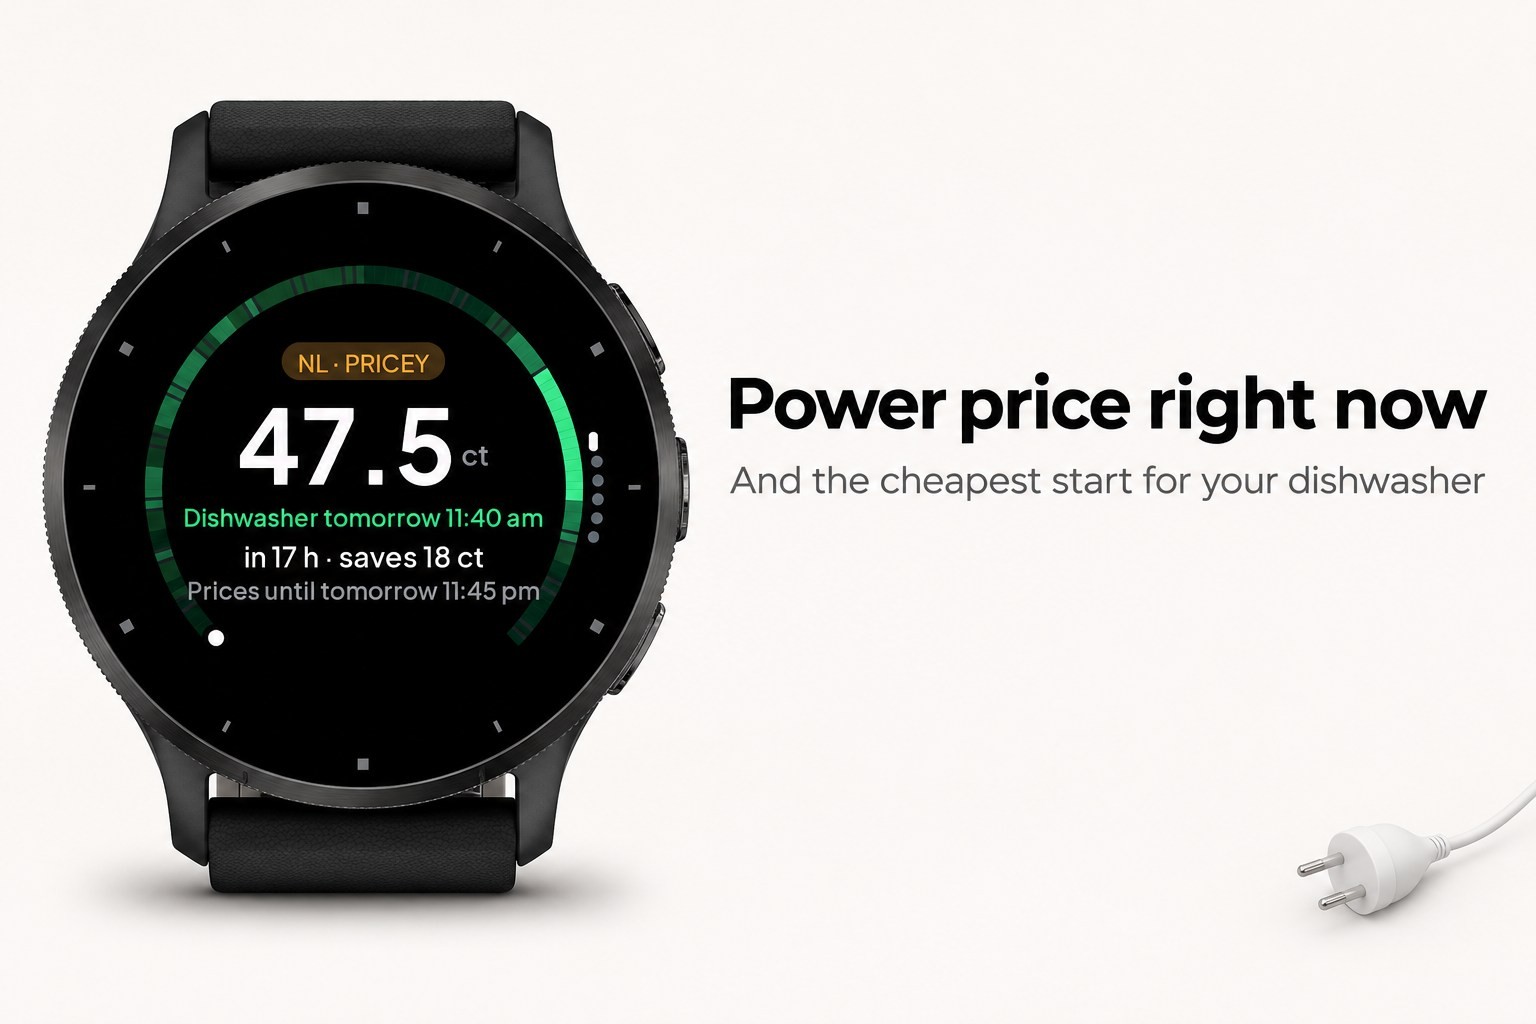 NL · PRICEY
47.5 ct
Dishwasher tomorrow 11:40 am
in 17 h · saves 18 ct
Prices until tomorrow 11:45 pm
Power price right now
And the cheapest start for your dishwasher